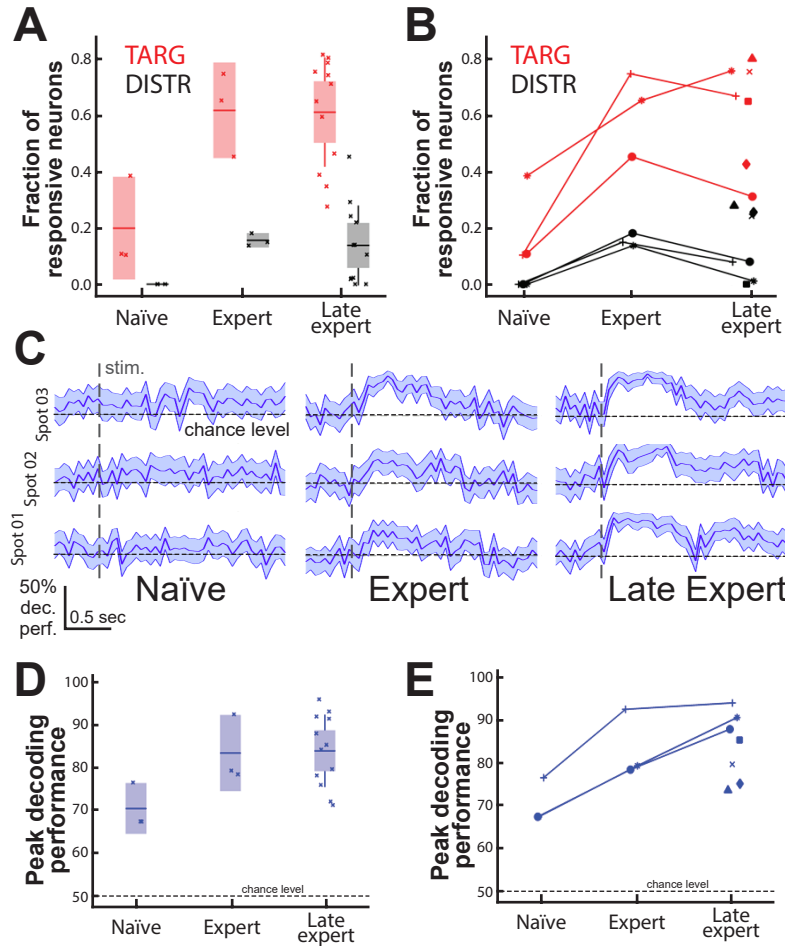 A
TARG
DISTR
Fraction of
responsive neurons
0.8
0.6
0.4
0.2
0.0
Naïve
Expert
Late
expert
B
TARG
DISTR
Fraction of
responsive neurons
0.8
0.6
0.4
0.2
0.0
Naïve
Expert
Late
expert
C
stim.
chance level
Spot 03
Spot 02
Spot 01
50%
dec.
perf.
0.5 sec
Naïve
Expert
Late Expert
D
Peak decoding
performance
100
90
80
70
60
50
chance level
Naïve
Expert
Late
expert
E
Peak decoding
performance
100
90
80
70
60
50
chance level
Naïve
Expert
Late
expert